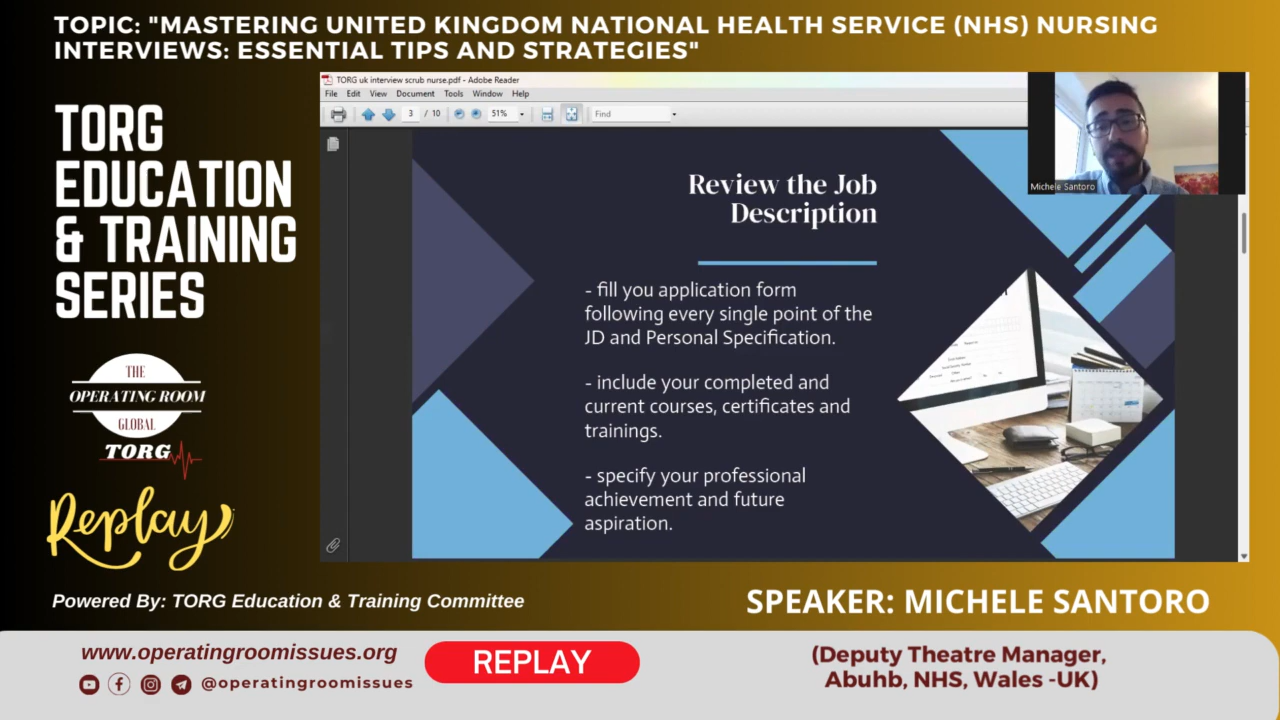 TOPIC: "MASTERING UNITED KINGDOM NATIONAL HEALTH SERVICE (NHS) NURSING
INTERVIEWS: ESSENTIAL TIPS AND STRATEGIES"
TORG
EDUCATION
& TRAINING
SERIES
THE
OPERATING ROOM
GLOBAL
TORG
Replay
TORG uk interview scrub nurse.pdf - Adobe Reader
File Edit View Document Tools Window Help
3 / 10 51% Find
Michele Santoro
Review the Job
Description
- fill you application form
following every single point of the
JD and Personal Specification.
- include your completed and
current courses, certificates and
trainings.
- specify your professional
achievement and future
aspiration.
Powered By: TORG Education & Training Committee
SPEAKER: MICHELE SANTORO
www.operatingroomissues.org
@operatingroomissues
REPLAY
(Deputy Theatre Manager,
Abuhb, NHS, Wales -UK)